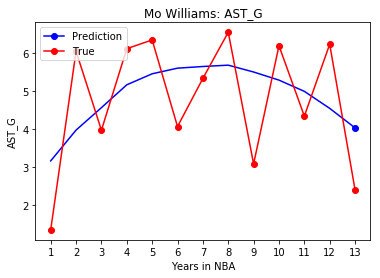 Mo Williams: AST_G
Prediction
True
AST_G
6
5
4
3
2
1 2 3 4 5 6 7 8 9 10 11 12 13
Years in NBA